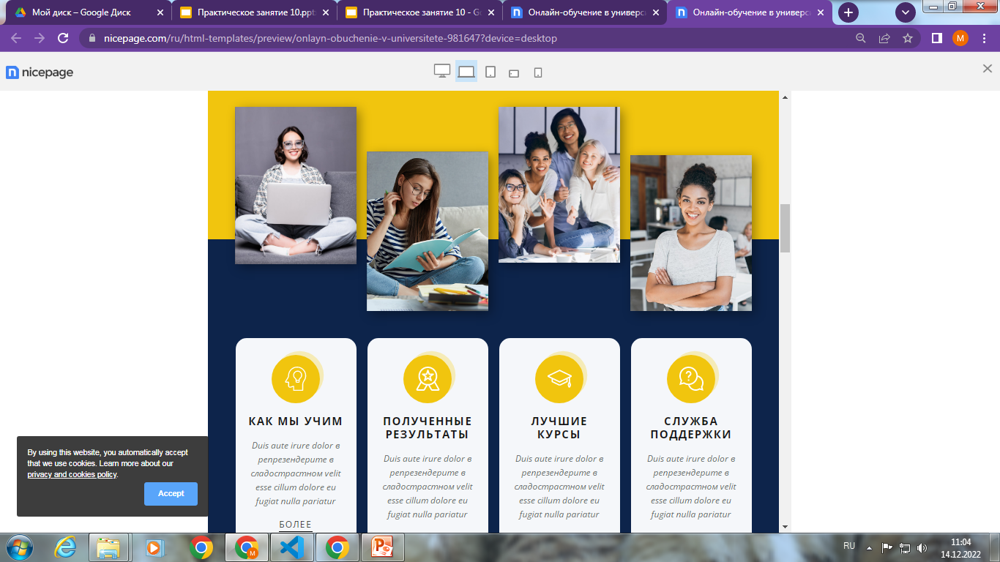 Мой диск – Google Диск
Практическое занятие 10.ppt
Практическое занятие 10 - Go
Онлайн-обучение в универс
Онлайн-обучение в универс
nicepage.com/ru/html-templates/preview/onlayn-obuchenie-v-universitete-981647?device=desktop
M
nicepage
КАК МЫ УЧИМ
Duis aute irure dolor в
репрезендерите в
сладострастном velit
esse cillum dolore eu
fugiat nulla pariatur
БОЛЕЕ
ПОЛУЧЕННЫЕ
РЕЗУЛЬТАТЫ
Duis aute irure dolor в
репрезендерите в
сладострастном velit
esse cillum dolore eu
fugiat nulla pariatur
ЛУЧШИЕ
КУРСЫ
Duis aute irure dolor в
репрезендерите в
сладострастном velit
esse cillum dolore eu
fugiat nulla pariatur
СЛУЖБА
ПОДДЕРЖКИ
Duis aute irure dolor в
репрезендерите в
сладострастном velit
esse cillum dolore eu
fugiat nulla pariatur
By using this website, you automatically accept
that we use cookies. Learn more about our
privacy and cookies policy.
Accept
RU
11:04
14.12.2022